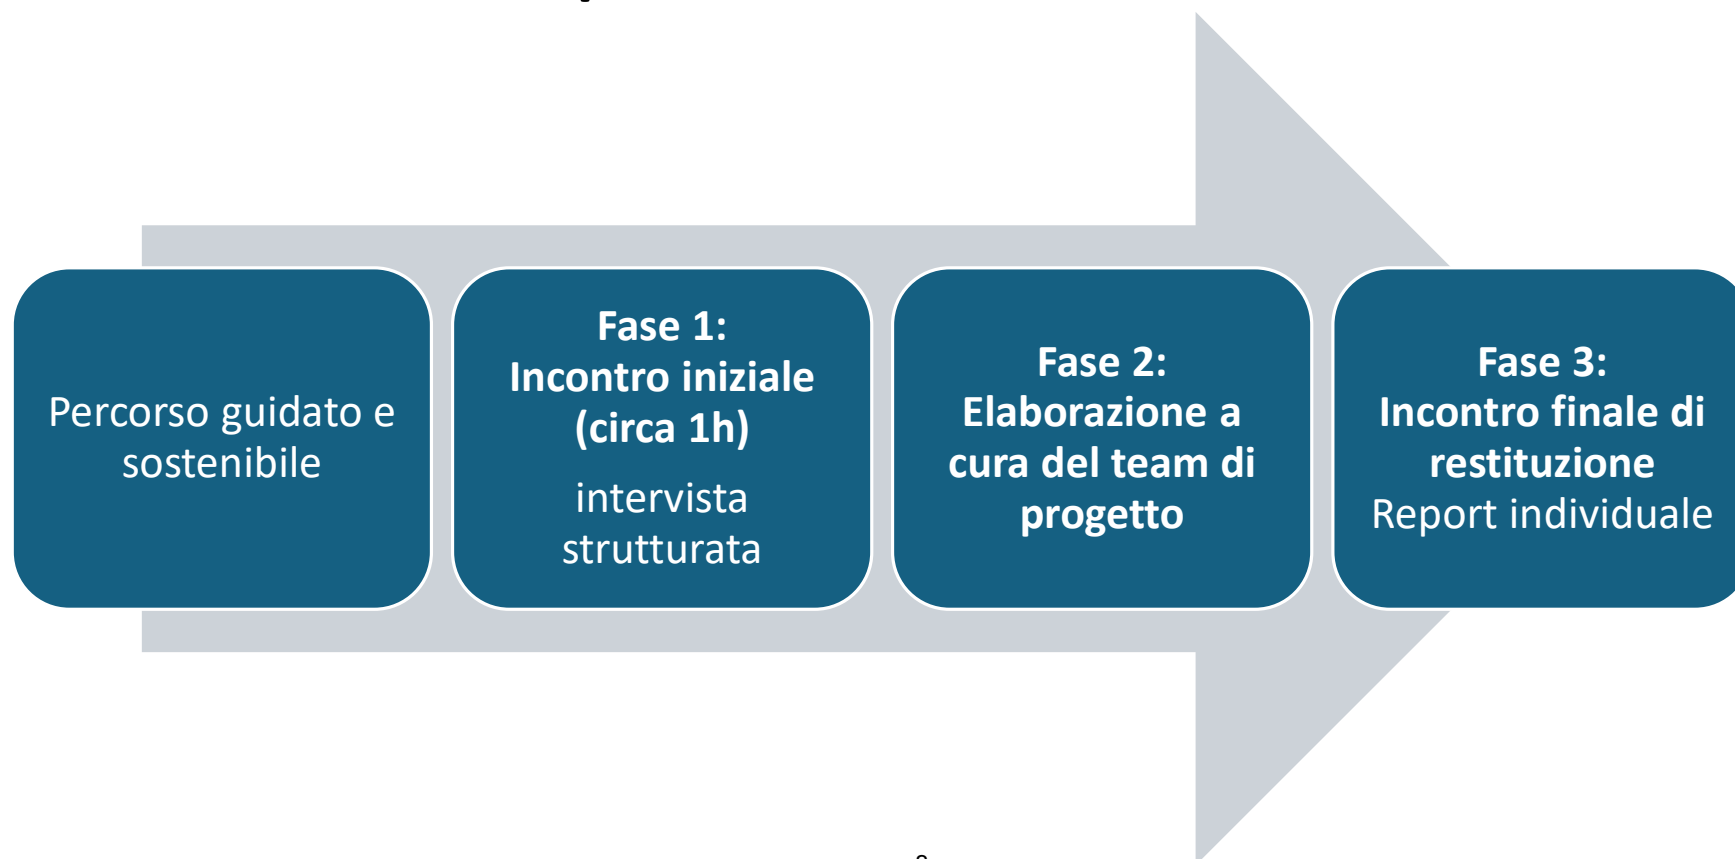 Percorso guidato e
sostenibile
Fase 1:
Incontro iniziale
(circa 1h)
intervista
strutturata
Fase 2:
Elaborazione a
cura del team di
progetto
Fase 3:
Incontro finale di
restituzione
Report individuale